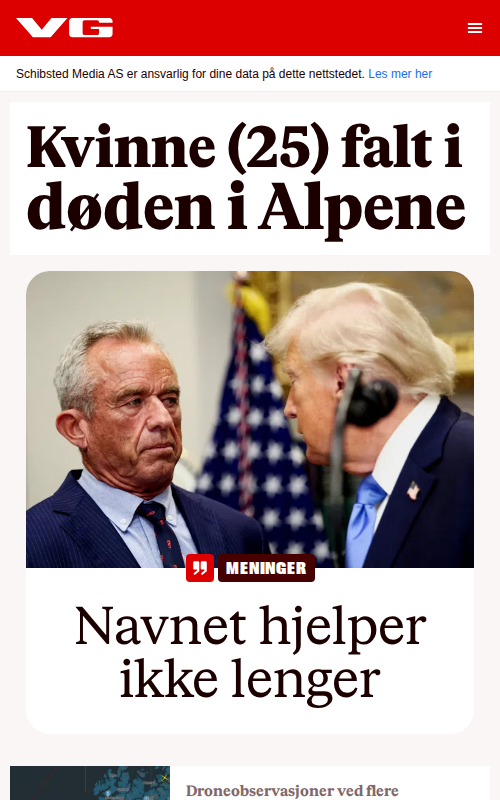 VG
Schibsted Media AS er ansvarlig for dine data på dette nettstedet. Les mer her
Kvinne (25) falt i
døden i Alpene
MENINGER
Navnet hjelper
ikke lenger
Droneobservasjoner ved flere